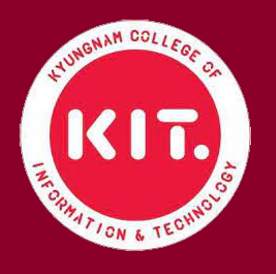 KYUNGNAM COLLEGE OF
KIT.
INFORMATION & TECHNOLOGY